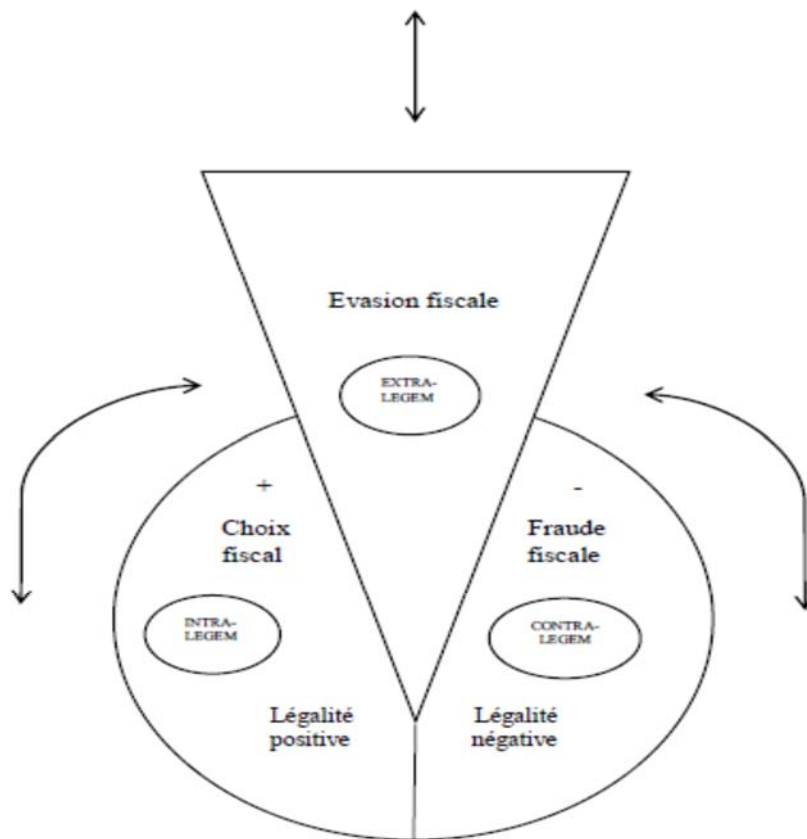 Evasion fiscale
EXTRA-
LEGEM
+
Choix
fiscal
INTRA-
LEGEM
Légalité
positive
-
Fraude
fiscale
CONTRA-
LEGEM
Légalité
négative